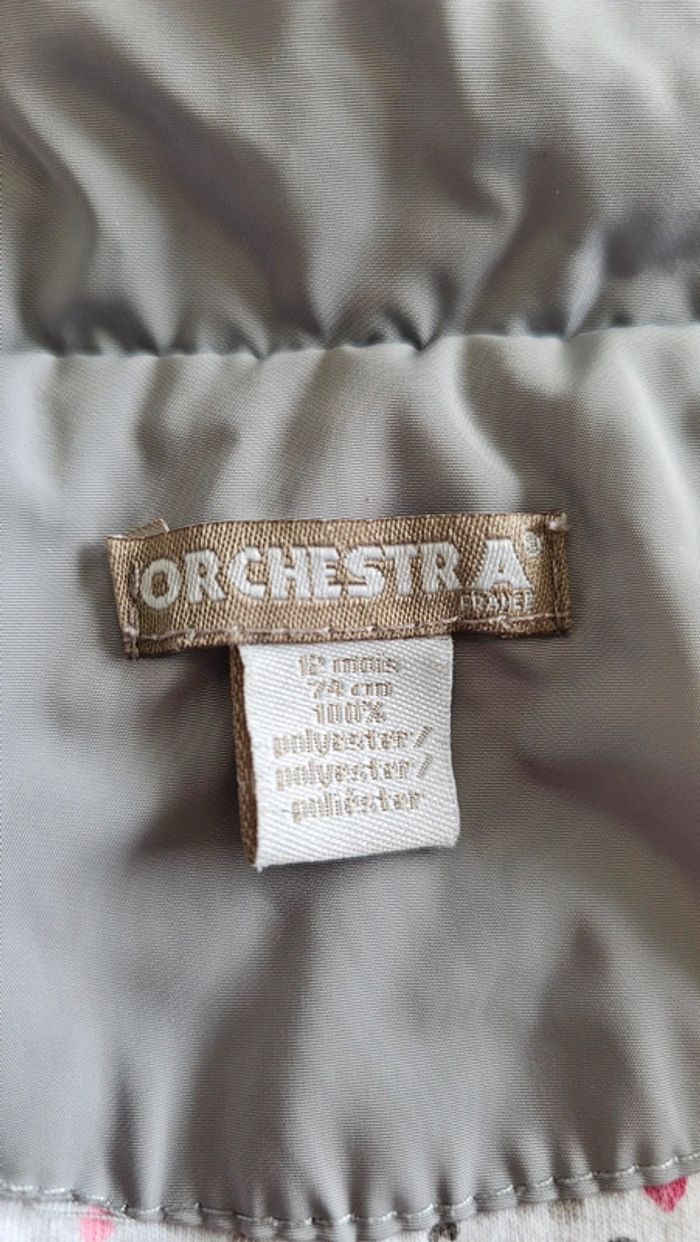 ORCHESTRA®
FRANCE
12 mois
74 cm
100%
polyester/
polyester/
poliéster